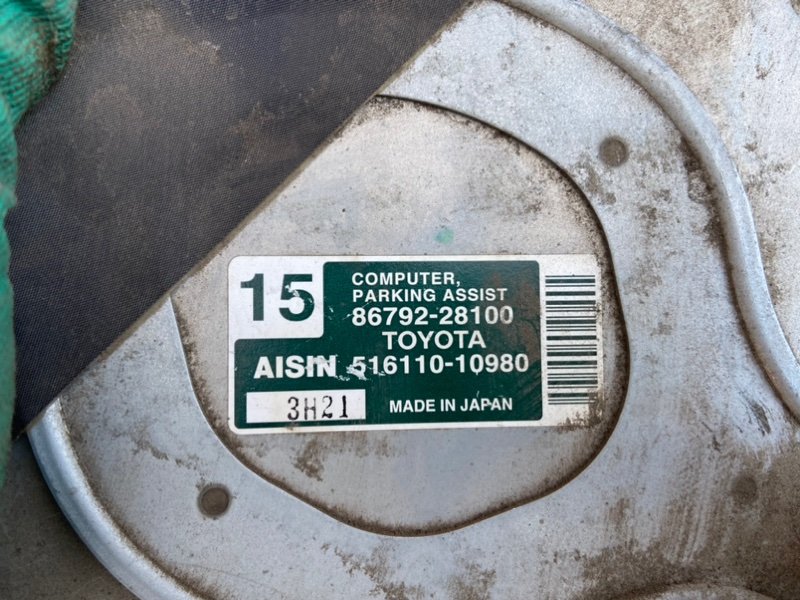 15
COMPUTER,
PARKING ASSIST
86792-28100
TOYOTA
AISIN 516110-10980
3H21 MADE IN JAPAN